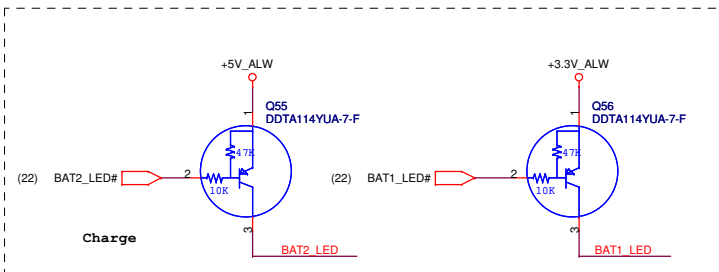 +5V_ALW
+3.3V_ALW
1
Q55
DDTA114YUA-7-F
1
Q56
DDTA114YUA-7-F
47K
47K
(22) BAT2_LED#
2
10K
(22) BAT1_LED#
2
10K
Charge
3
BAT2_LED
3
BAT1_LED